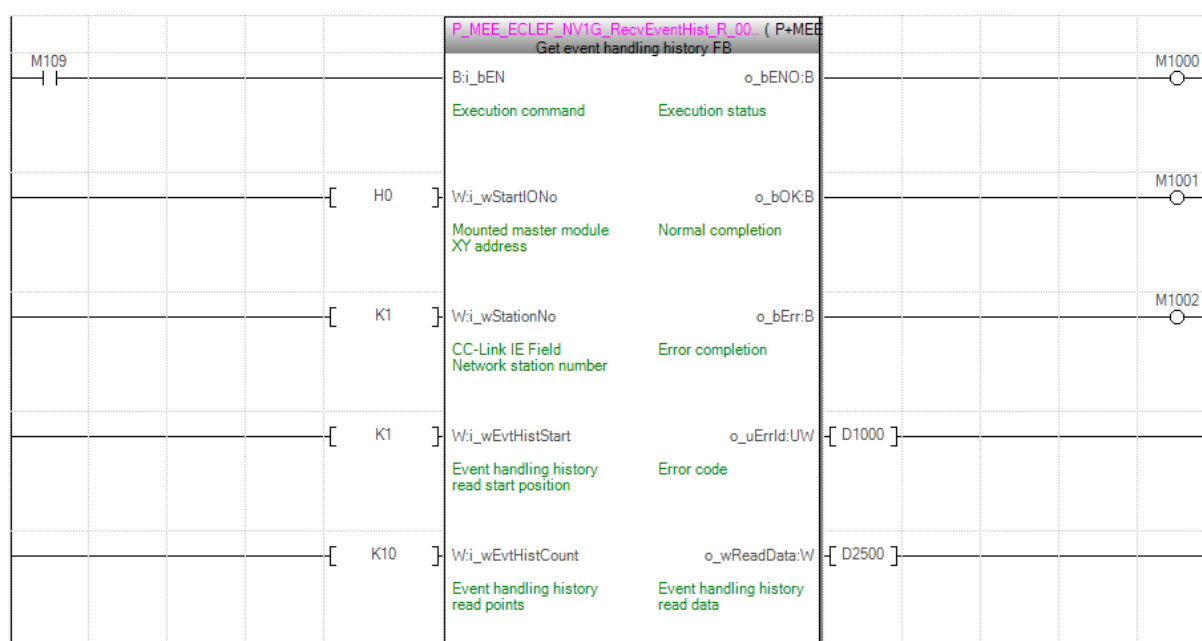 P_MEE_ECLEF_NV1G_RecvEventHist_R_00... ( P+MEE
Get event handling history FB
M109
B:i_bEN
o_bENO:B
M1000
Execution command
Execution status
H0
W:i_wStartIONo
o_bOK:B
M1001
Mounted master module
XY address
Normal completion
K1
W:i_wStationNo
o_bErr:B
M1002
CC-Link IE Field
Network station number
Error completion
K1
W:i_wEvtHistStart
o_uErrId:UW
D1000
Event handling history
read start position
Error code
K10
W:i_wEvtHistCount
o_wReadData:W
D2500
Event handling history
read points
Event handling history
read data